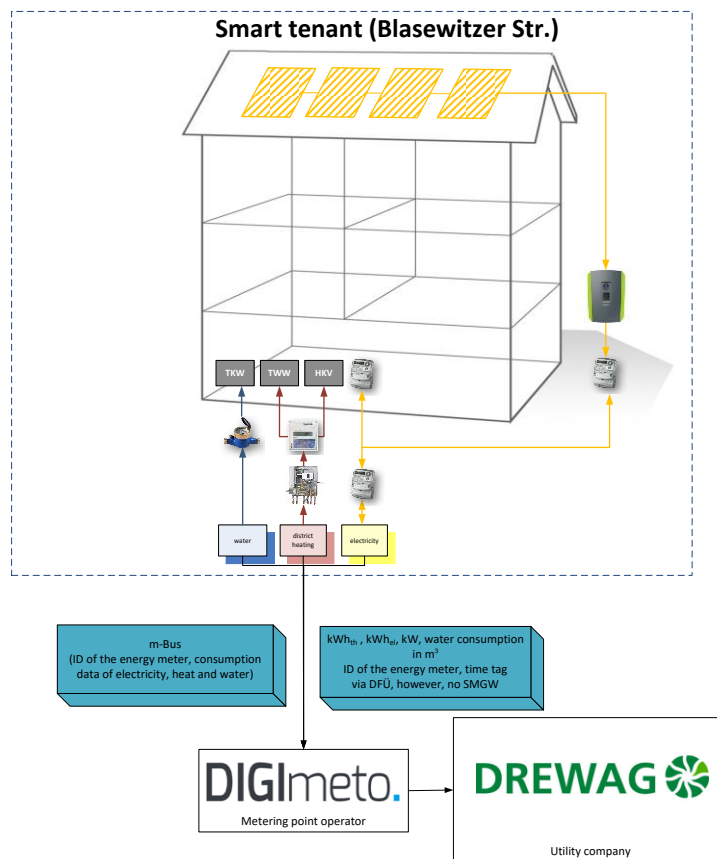 Smart tenant (Blasewitzer Str.)
TKW
TWW
HKV
water
district
heating
electricity
m-Bus
(ID of the energy meter, consumption
data of electricity, heat and water)
kWhth , kWhel, kW, water consumption
in m³
ID of the energy meter, time tag
via DFÜ, however, no SMGW
DIGImeto.
Metering point operator
DREWAG
Utility company